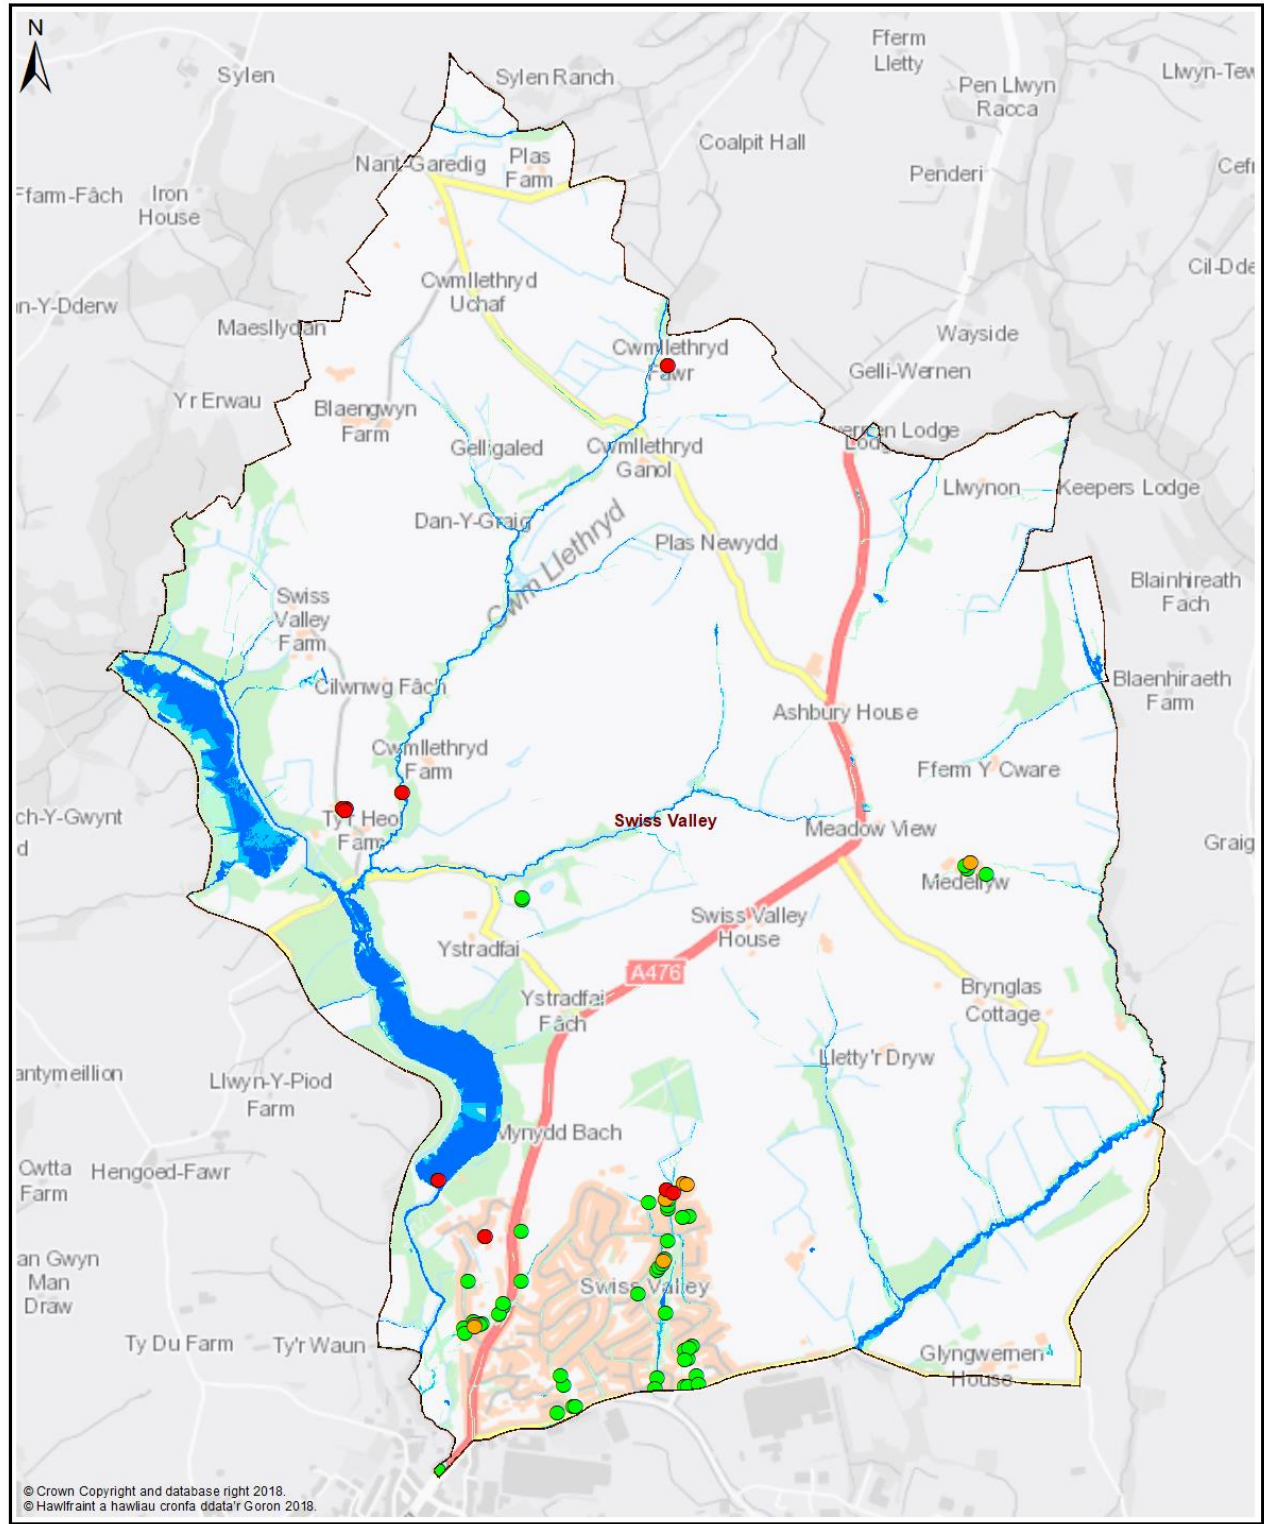 N
Sylen
Sylen Ranch
Fferm
Lletty
Pen Llwyn
Racca
Llwyn-Tew
Coalpit Hall
Nant-Garedig
Plas
Farm
Penderi
Cefn
Ffarm-Fâch
Iron
House
Cwmllethryd
Uchaf
Cil-Dde
n-Y-Dderw
Maesllydan
Wayside
Cwmllethryd
Fawr
Gelli-Wernen
Yr Erwau
Blaengwyn
Farm
wernen Lodge
Lodg
Gelligaled
Cwmllethryd
Ganol
Llwynon
Keepers Lodge
Dan-Y-Graig
Cwm Llethryd
Plas Newydd
Blainhireath
Fach
Swiss
Valley
Farm
Cilwnwg Fâch
Blaenhiraeth
Farm
Ashbury House
Cwmllethryd
Farm
Fferm Y Cware
ch-Y-Gwynt
d
Ty'r Heol
Farm
Swiss Valley
Meadow View
Graig
Medellyw
Swiss Valley
House
Ystradfai
A476
Ystradfai
Fâch
Brynglas
Cottage
Lletty'r Dryw
antymeillion
Llwyn-Y-Piod
Farm
Mynydd Bach
Cwtta
Farm
Hengoed-Fawr
an Gwyn
Man
Draw
Swiss Valley
Ty Du Farm
Ty'r Waun
Glyngwernen
House
© Crown Copyright and database right 2018.
© Hawlfraint a hawliau cronfa ddata'r Goron 2018.